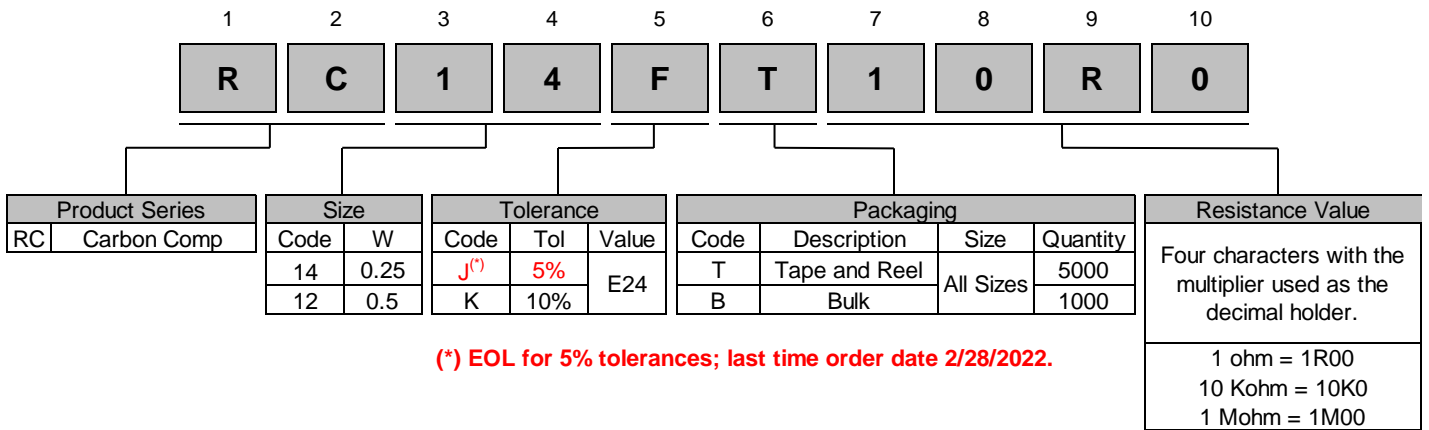 1 2 3 4 5 6 7 8 9 10
R C 1 4 F T 1 0 R 0
Product Series
RC Carbon Comp
Size
Code W
14 0.25
12 0.5
Tolerance
Code Tol Value
J(*) 5% E24
K 10%
Packaging
Code Description Size Quantity
T Tape and Reel All Sizes 5000
B Bulk 1000
Resistance Value
Four characters with the
multiplier used as the
decimal holder.
1 ohm = 1R00
10 Kohm = 10K0
1 Mohm = 1M00
(*) EOL for 5% tolerances; last time order date 2/28/2022.